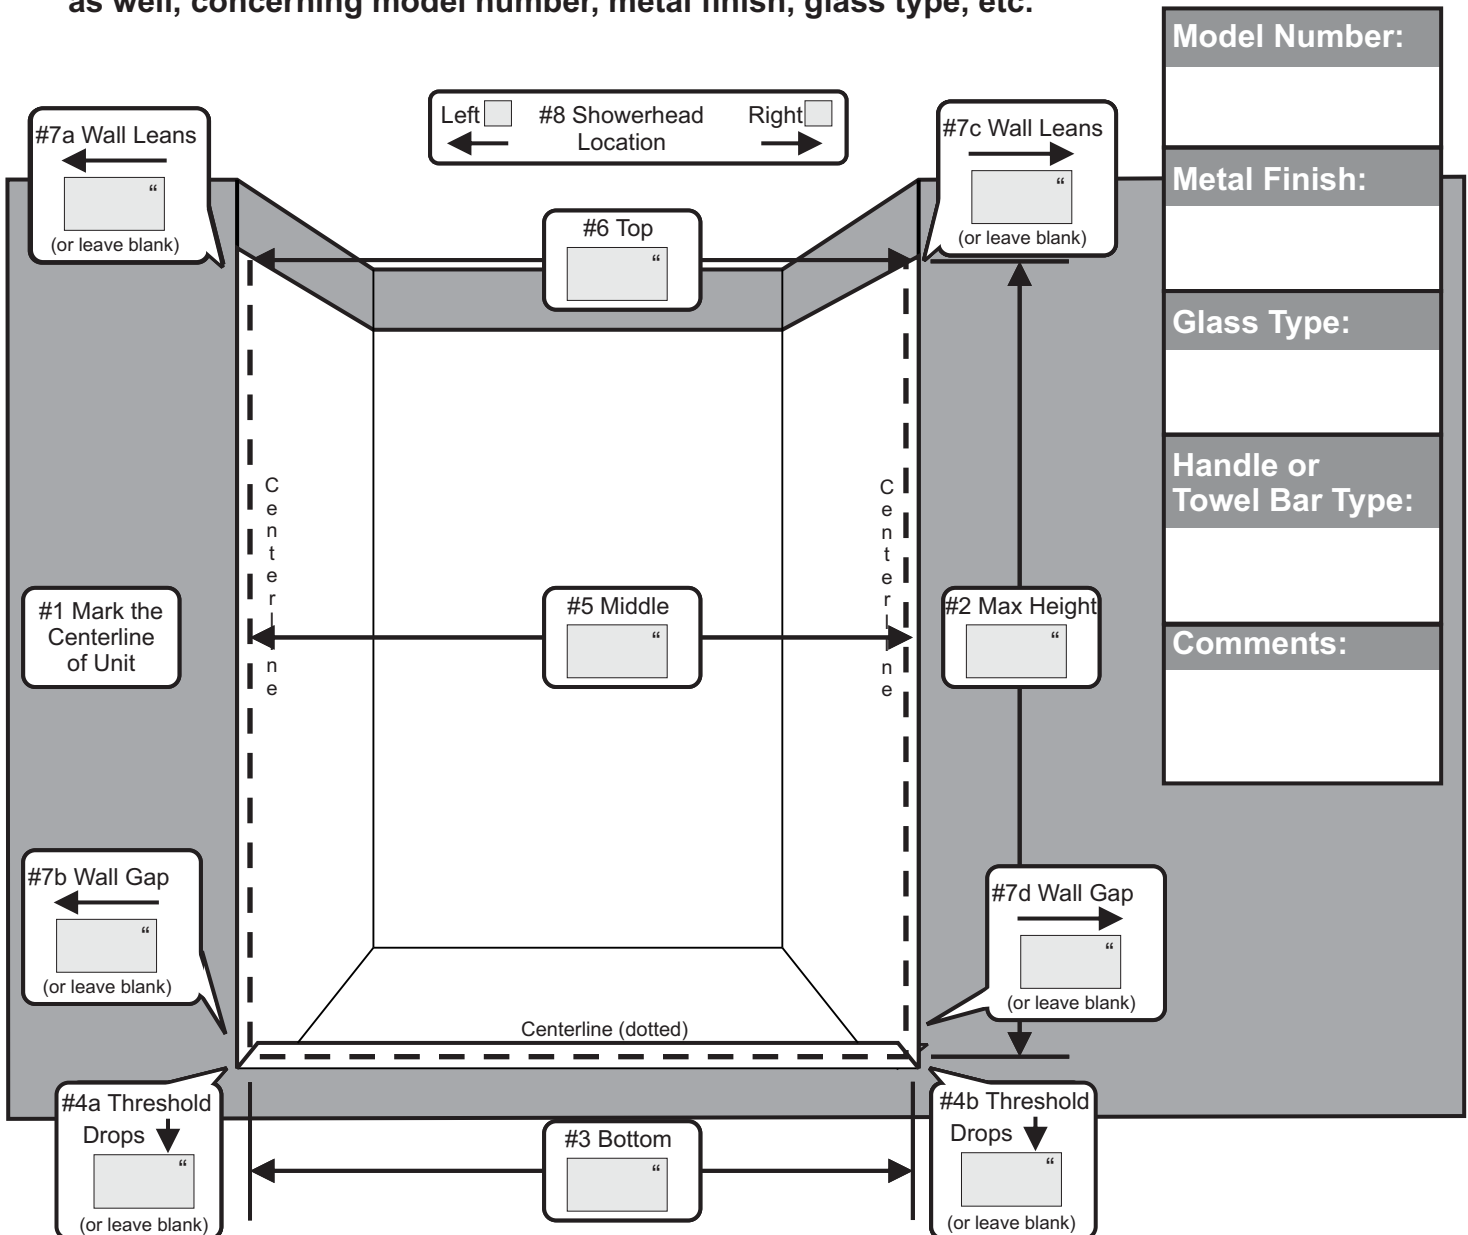 as well, concerning model number, metal finish, glass type, etc.
Model Number:
Left #8 Showerhead Right
Location
#7a Wall Leans
“
(or leave blank)
#7c Wall Leans
“
(or leave blank)
Metal Finish:
#6 Top
“
Glass Type:
Handle or
Towel Bar Type:
Centerline
Centerline
#1 Mark the
Centerline
of Unit
#5 Middle
“
#2 Max Height
“
Comments:
#7b Wall Gap
“
(or leave blank)
#7d Wall Gap
“
(or leave blank)
Centerline (dotted)
#4a Threshold
Drops
“
(or leave blank)
#3 Bottom
“
#4b Threshold
Drops
“
(or leave blank)